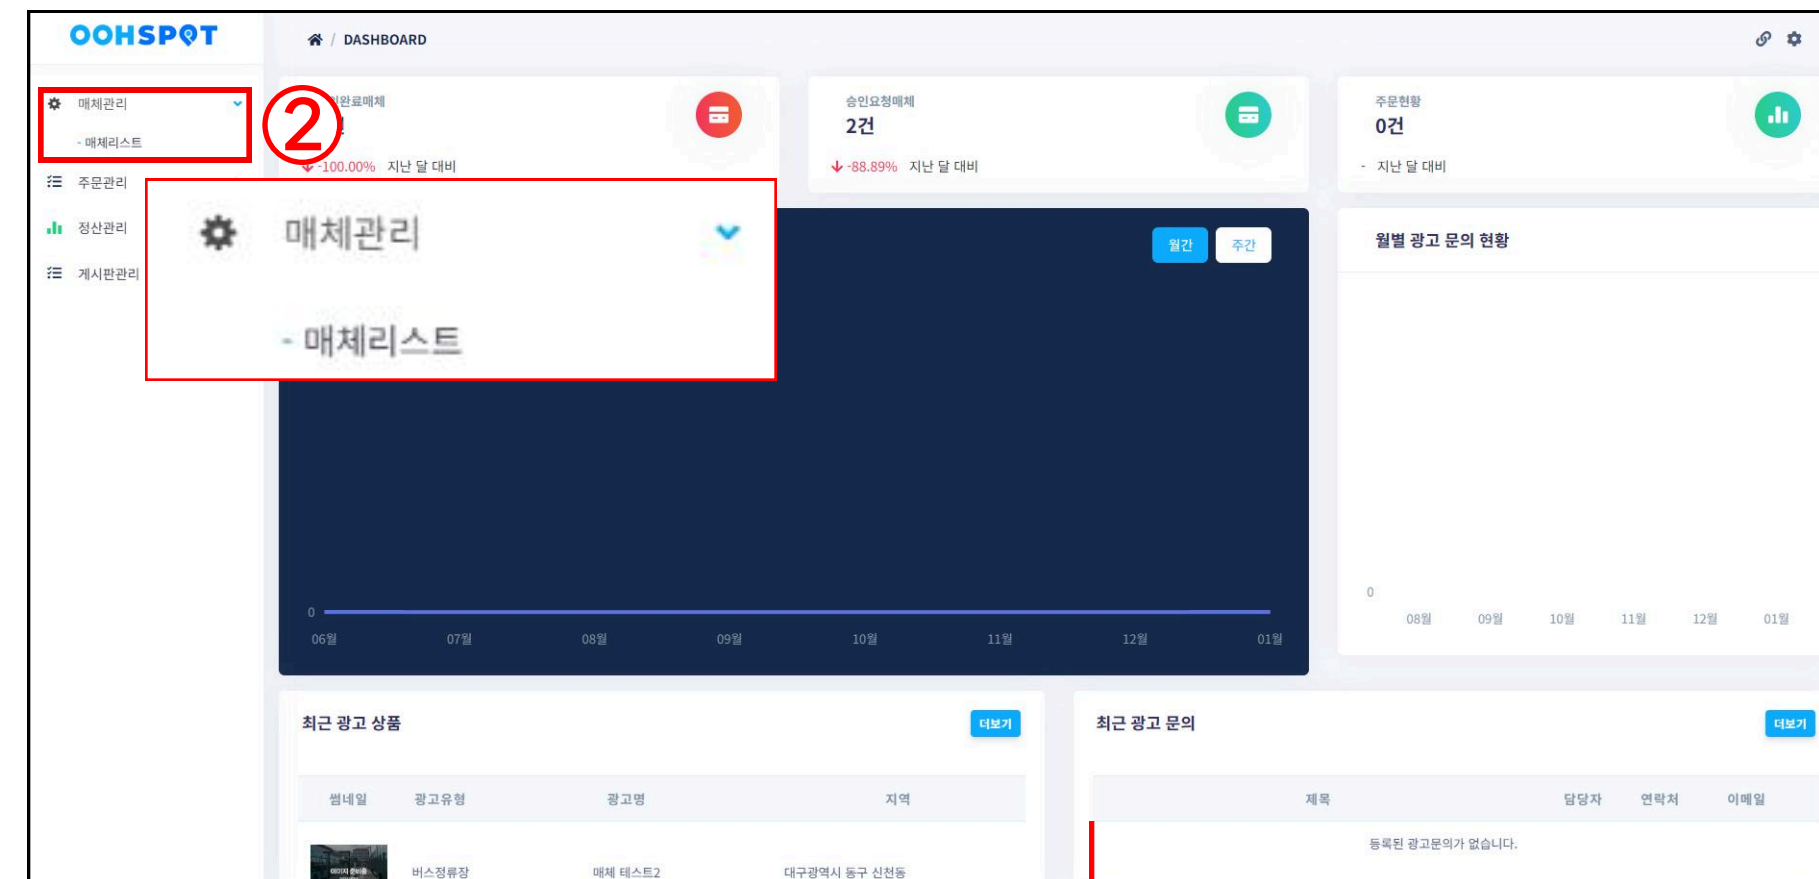 OOHSPOT
/ DASHBOARD
매체관리
- 매체리스트
주문관리
정산관리
게시판관리
②
완료매체
-100.00% 지난 달 대비
승인요청매체
2건
-88.89% 지난 달 대비
주문현황
0건
- 지난 달 대비
매체관리
- 매체리스트
월간 주간
0
06월 07월 08월 09월 10월 11월 12월 01월
월별 광고 문의 현황
0
08월 09월 10월 11월 12월 01월
최근 광고 상품 더보기
썸네일 광고유형 광고명 지역
이미지 준비중
버스정류장 매체 테스트2 대구광역시 동구 신천동
최근 광고 문의 더보기
제목 담당자 연락처 이메일
등록된 광고문의가 없습니다.